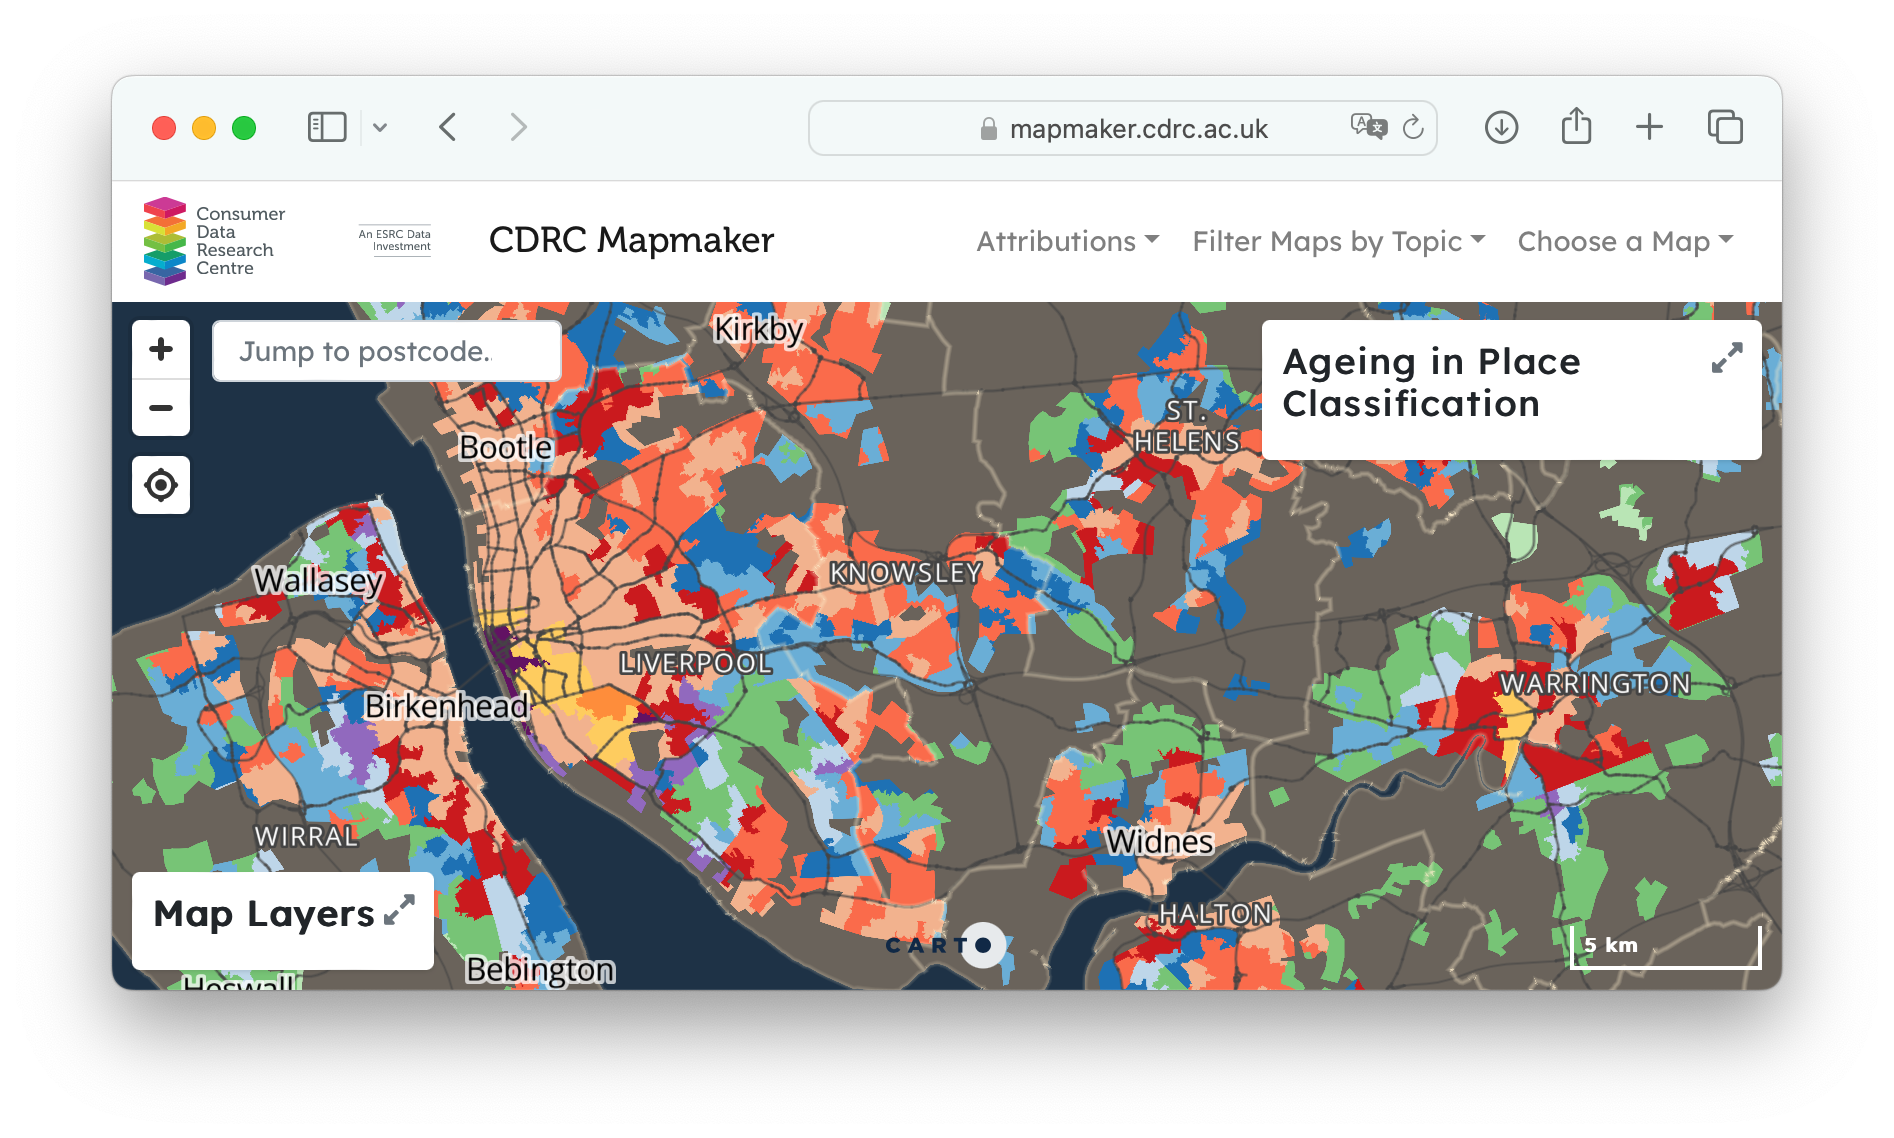 mapmaker.cdrc.ac.uk
Consumer
Data
Research
Centre
An ESRC Data
Investment
CDRC Mapmaker
Attributions
Filter Maps by Topic
Choose a Map
+
−
Jump to postcode..
Kirkby
Ageing in Place
Classification
ST.
HELENS
Bootle
KNOWSLEY
Wallasey
LIVERPOOL
WARRINGTON
Birkenhead
WIRRAL
Widnes
Map Layers
HALTON
CARTO
5 km
Bebington
Heswall